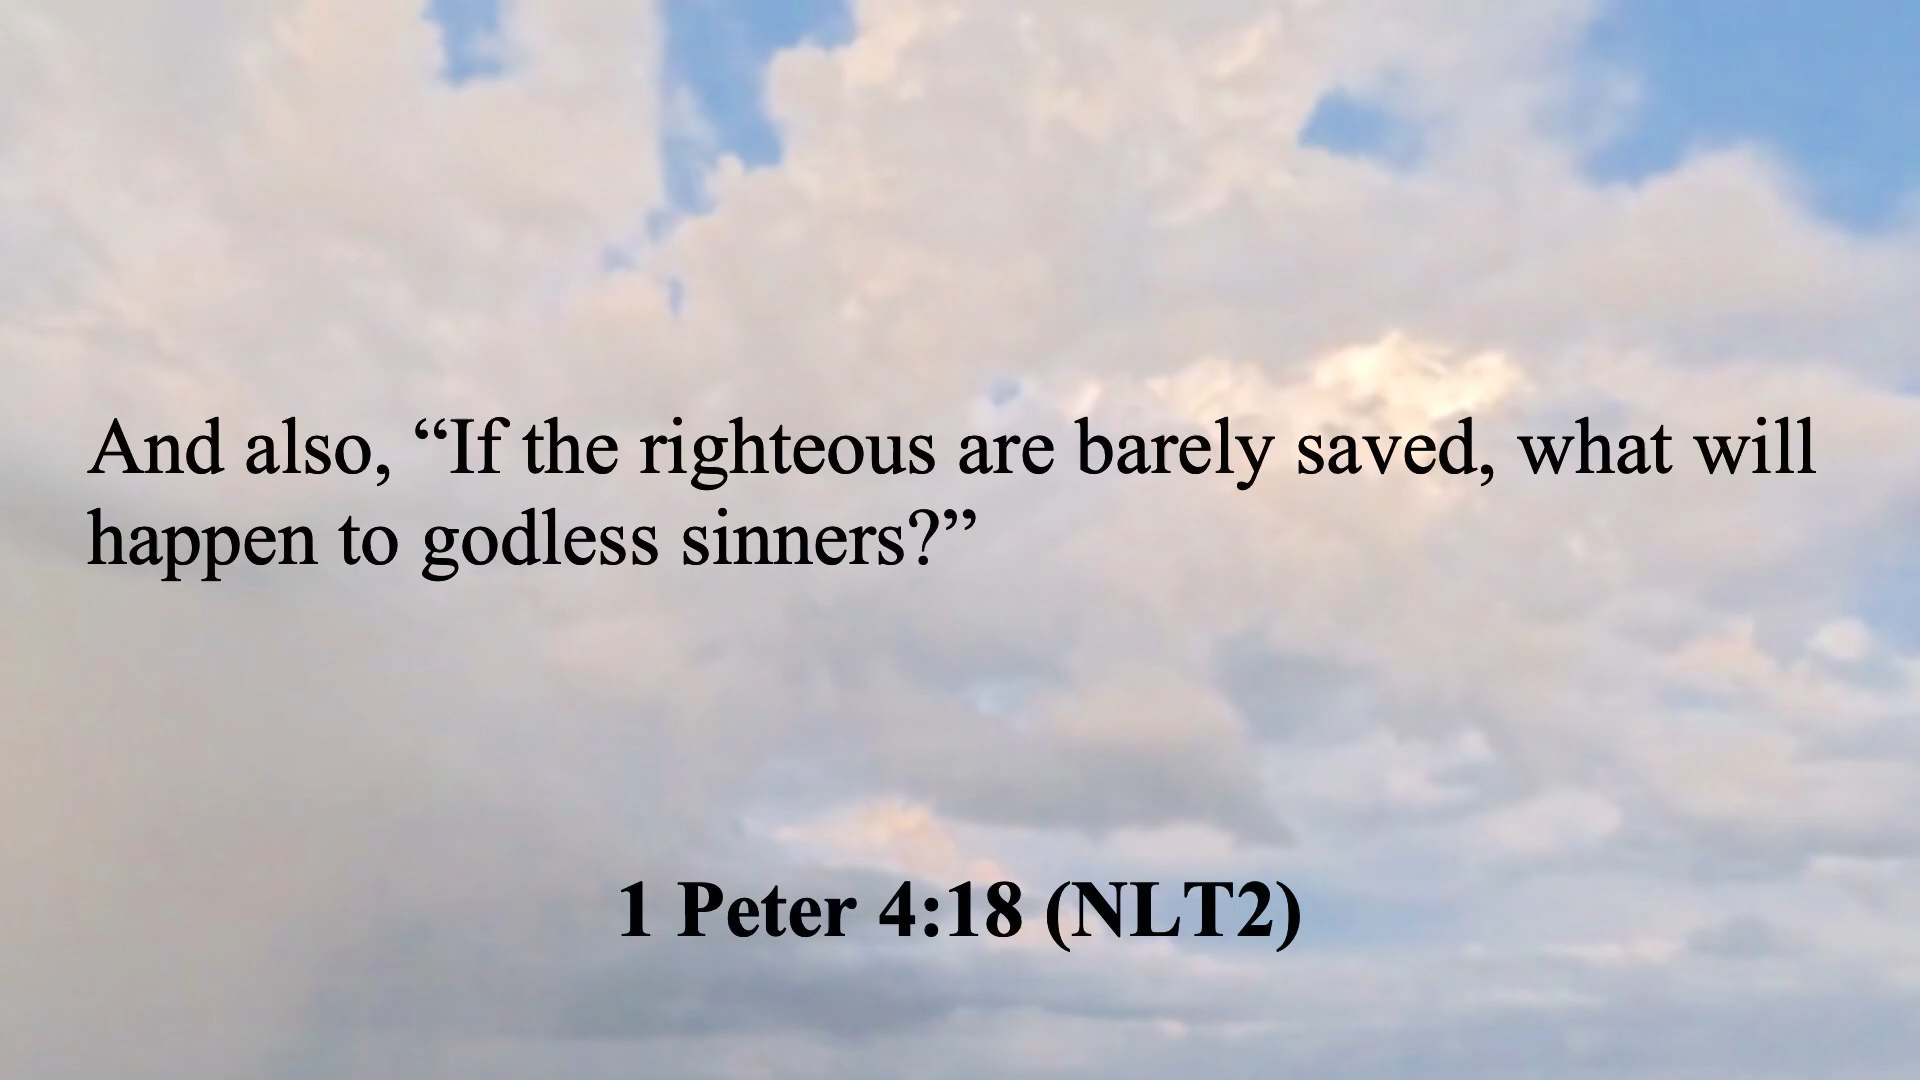 And also, “If the righteous are barely saved, what will
happen to godless sinners?”
1 Peter 4:18 (NLT2)